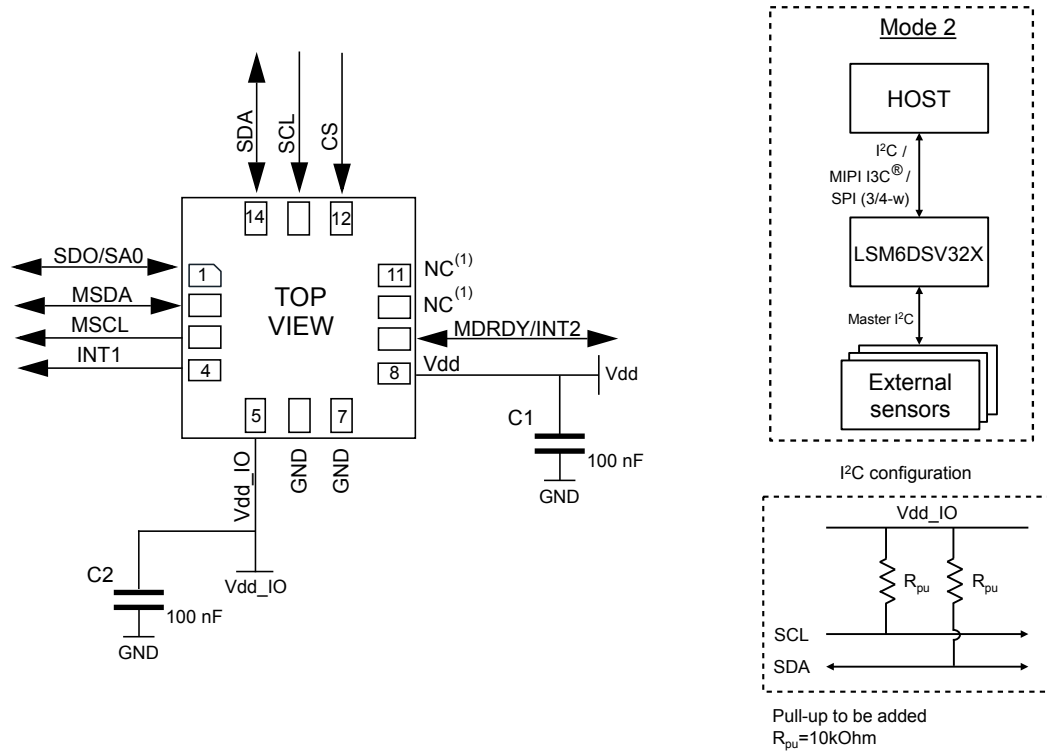 SDA
SCL
CS
14
12
SDO/SA0
MSDA
MSCL
INT1
1
4
TOP
VIEW
11
8
NC(1)
NC(1)
MDRDY/INT2
Vdd
Vdd
5
7
Vdd_IO
GND
GND
C1
100 nF
GND
C2
100 nF
GND
Vdd_IO
Mode 2
HOST
I2C /
MIPI I3C® /
SPI (3/4-w)
LSM6DSV32X
Master I2C
External
sensors
I2C configuration
Vdd_IO
Rpu
Rpu
SCL
SDA
Pull-up to be added
Rpu=10kOhm